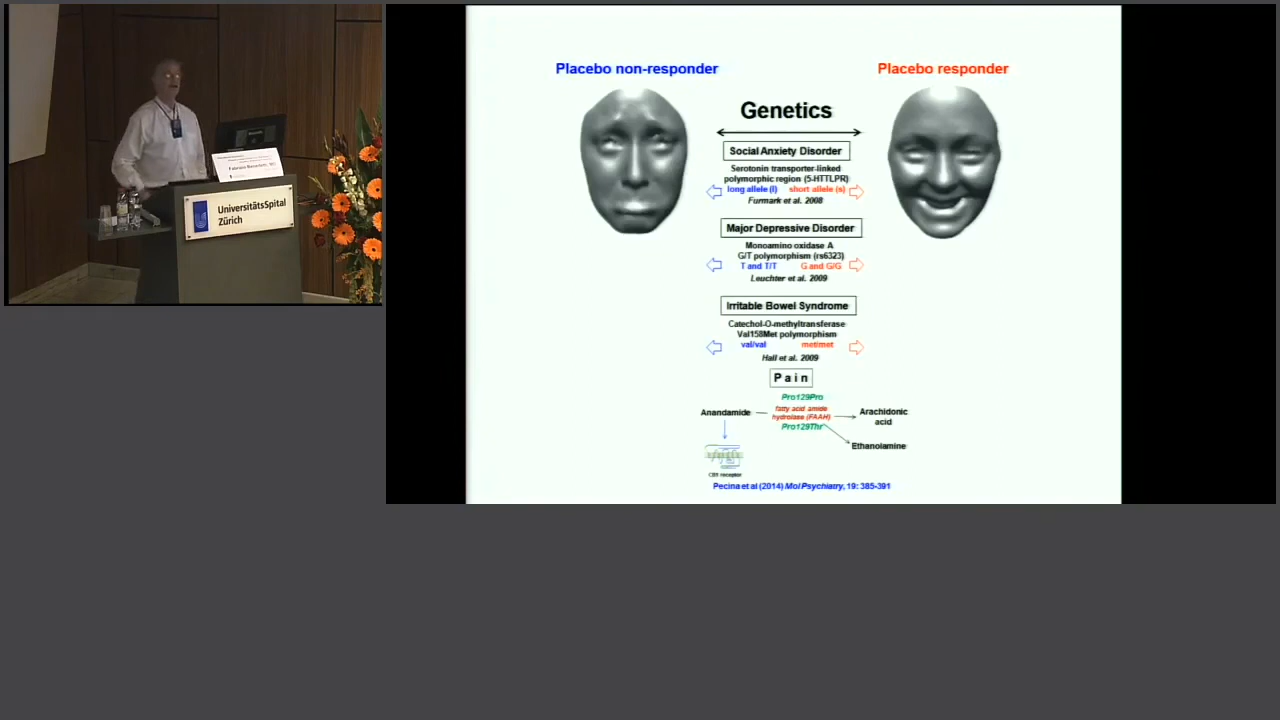 UniversitätsSpital
Zürich
Placebo non-responder
Placebo responder
Genetics
Social Anxiety Disorder
Serotonin transporter-linked
polymorphic region (5-HTTLPR)
long allele (l) short allele (s)
Furmark et al. 2008
Major Depressive Disorder
Monoamino oxidase A
G/T polymorphism (rs6323)
T and T/T G and G/G
Leuchter et al. 2009
Irritable Bowel Syndrome
Catechol-O-methyltransferase
Val158Met polymorphism
val/val met/met
Hall et al. 2009
Pain
Pro129Pro
Anandamide
fatty acid amide
hydrolase (FAAH)
Arachidonic
acid
Pro129Thr
Ethanolamine
CB1 receptor
Pecina et al (2014) Mol Psychiatry, 19: 385-391